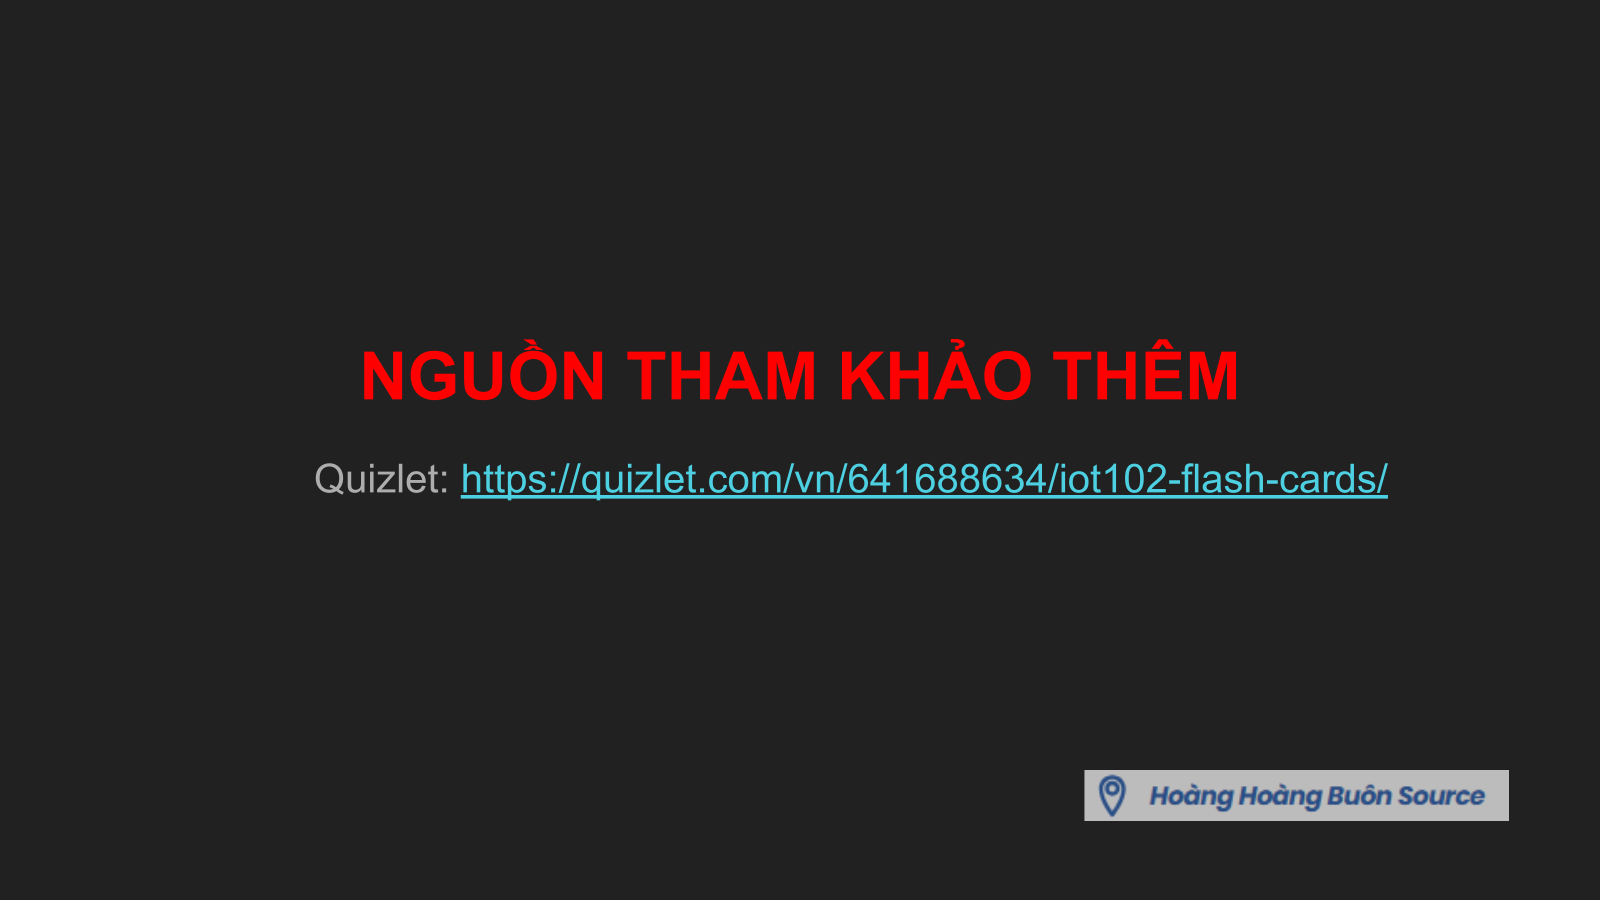 NGUỒN THAM KHẢO THÊM
Quizlet: https://quizlet.com/vn/641688634/iot102-flash-cards/
Hoàng Hoàng Buôn Source